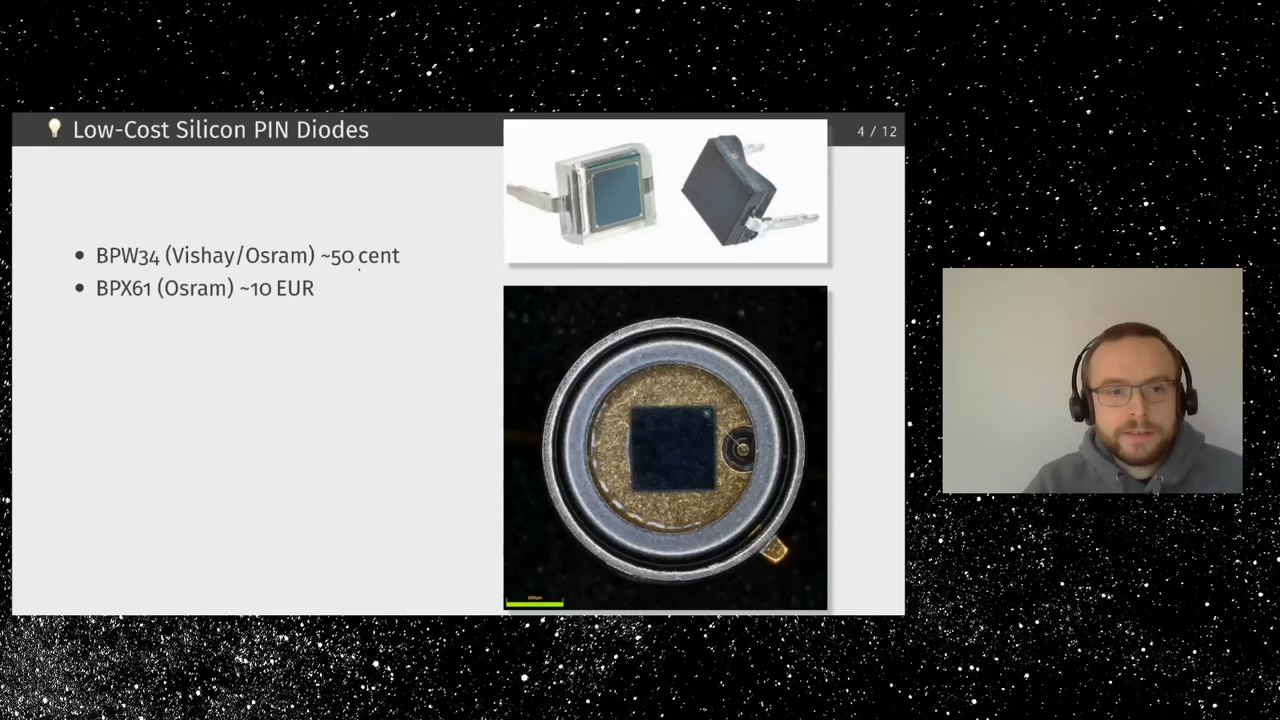 Low-Cost Silicon PIN Diodes
4 / 12
BPW34 (Vishay/Osram) ~50 cent
BPX61 (Osram) ~10 EUR